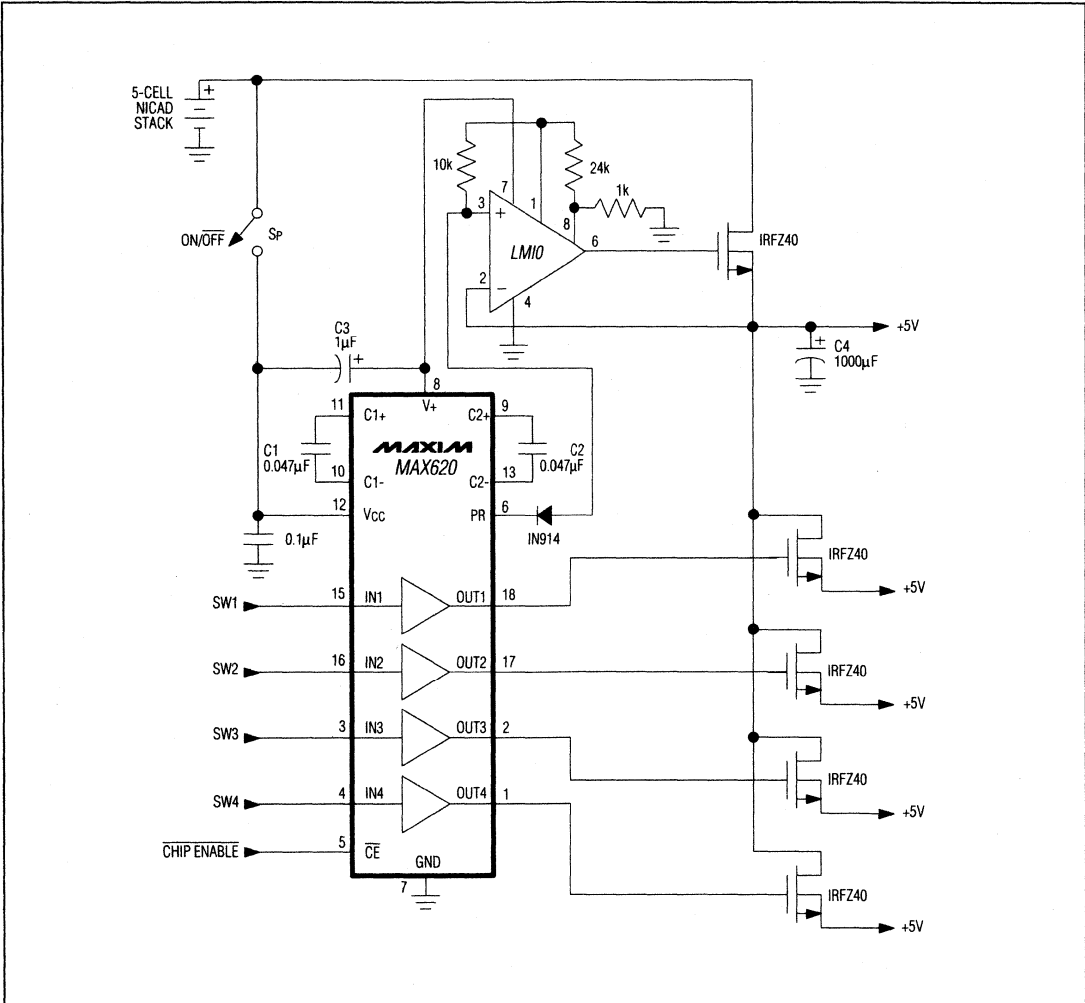 5-CELL
NICAD
STACK
+
ON/OFF
SP
10k
24k
1k
7
1
3
+
8
6
LM10
2
−
4
IRFZ40
+5V
+
C4
1000µF
C3
1µF
+
8
V+
11
C1+
C2+
9
C1
0.047µF
MAXIM
MAX620
C2
0.047µF
10
C1-
C2-
13
12
VCC
PR
6
IN914
0.1µF
IRFZ40
+5V
SW1
15
IN1
OUT1
18
SW2
16
IN2
OUT2
17
IRFZ40
+5V
SW3
3
IN3
OUT3
2
IRFZ40
+5V
SW4
4
IN4
OUT4
1
CHIP ENABLE
5
CE
GND
7
IRFZ40
+5V